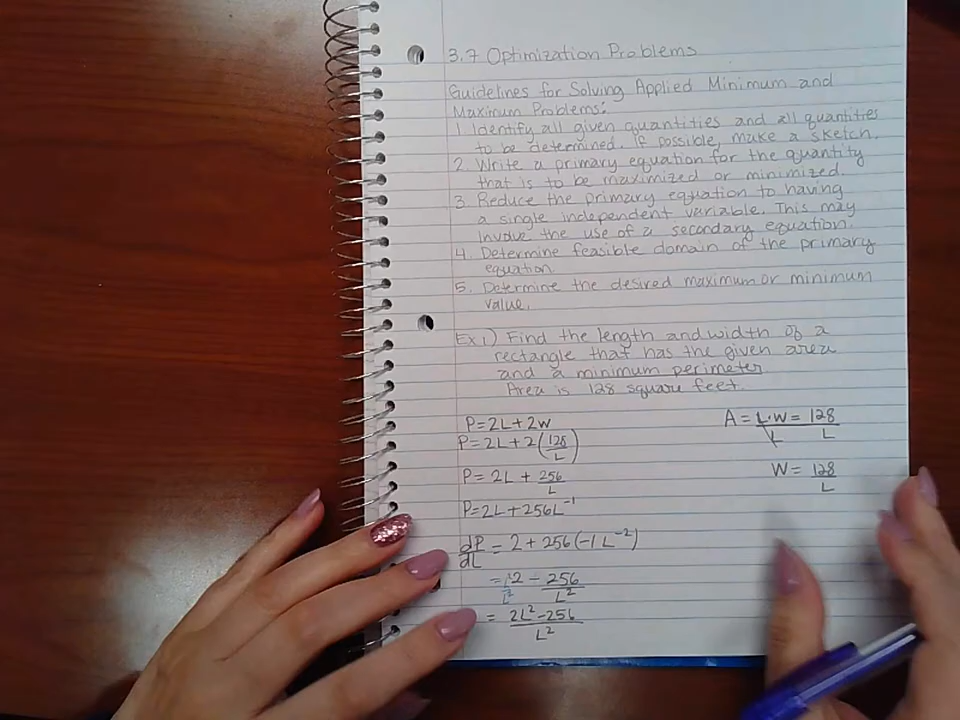 3.7 Optimization Problems
Guidelines for Solving Applied Minimum and
Maximum Problems:
1. Identify all given quantities and all quantities
to be determined. If possible, make a sketch.
2. Write a primary equation for the quantity
that is to be maximized or minimized.
3. Reduce the primary equation to having
a single independent variable. This may
involve the use of a secondary equation.
4. Determine feasible domain of the primary
equation.
5. Determine the desired maximum or minimum
value.
Ex 1) Find the length and width of a
rectangle that has the given area
and a minimum perimeter
Area is 128 square feet.
P=2L+2W
A = L·W/L = 128/L
P=2L+2(128/L)
P=2L+256/L
W=128/L
P=2L+256L⁻¹
dP/dL = 2+256(-1L⁻²)
= L²/L² 2 - 256/L²
= (2L²-256)/L²